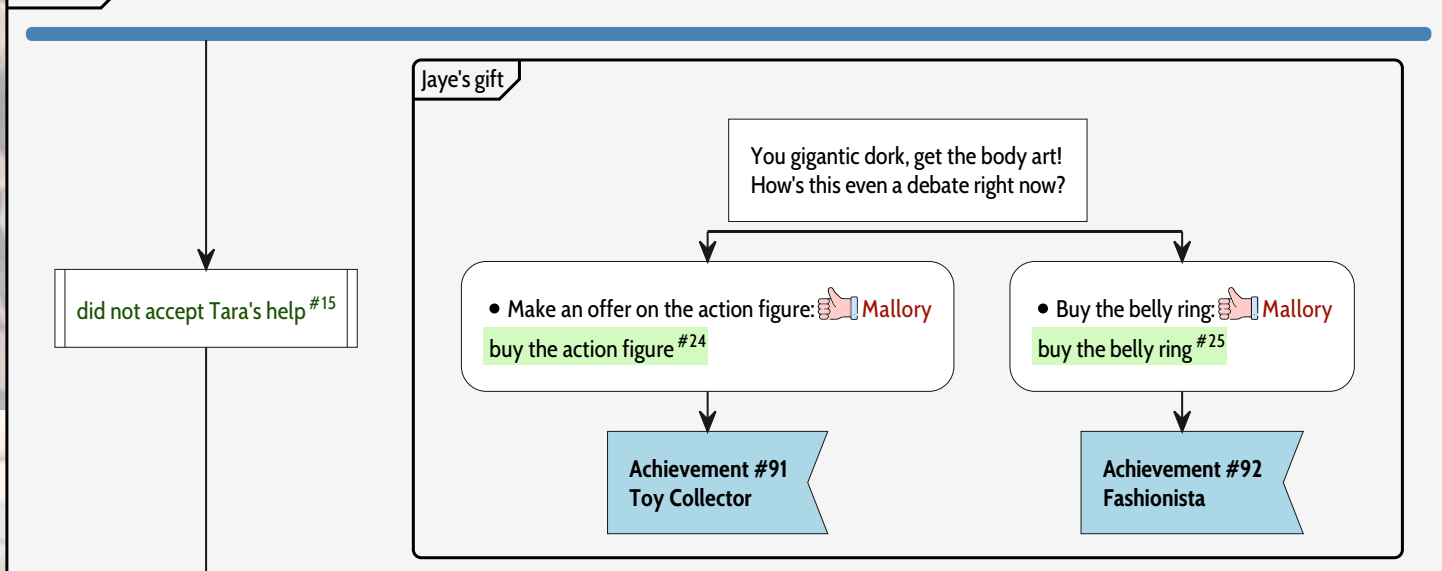 Jaye's gift
You gigantic dork, get the body art!
How's this even a debate right now?
did not accept Tara's help #15
• Make an offer on the action figure: Mallory
buy the action figure #24
• Buy the belly ring: Mallory
buy the belly ring #25
Achievement #91
Toy Collector
Achievement #92
Fashionista